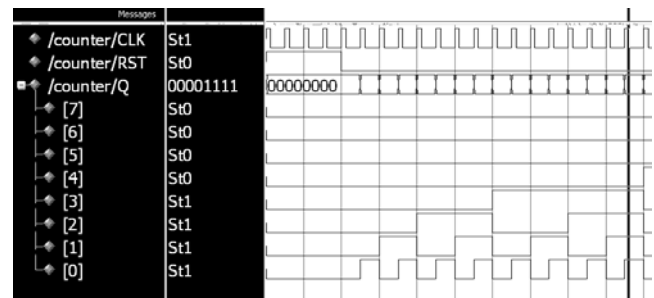 Messages
/counter/CLK St1
/counter/RST St0
/counter/Q 00001111 00000000
[7] St0
[6] St0
[5] St0
[4] St0
[3] St1
[2] St1
[1] St1
[0] St1